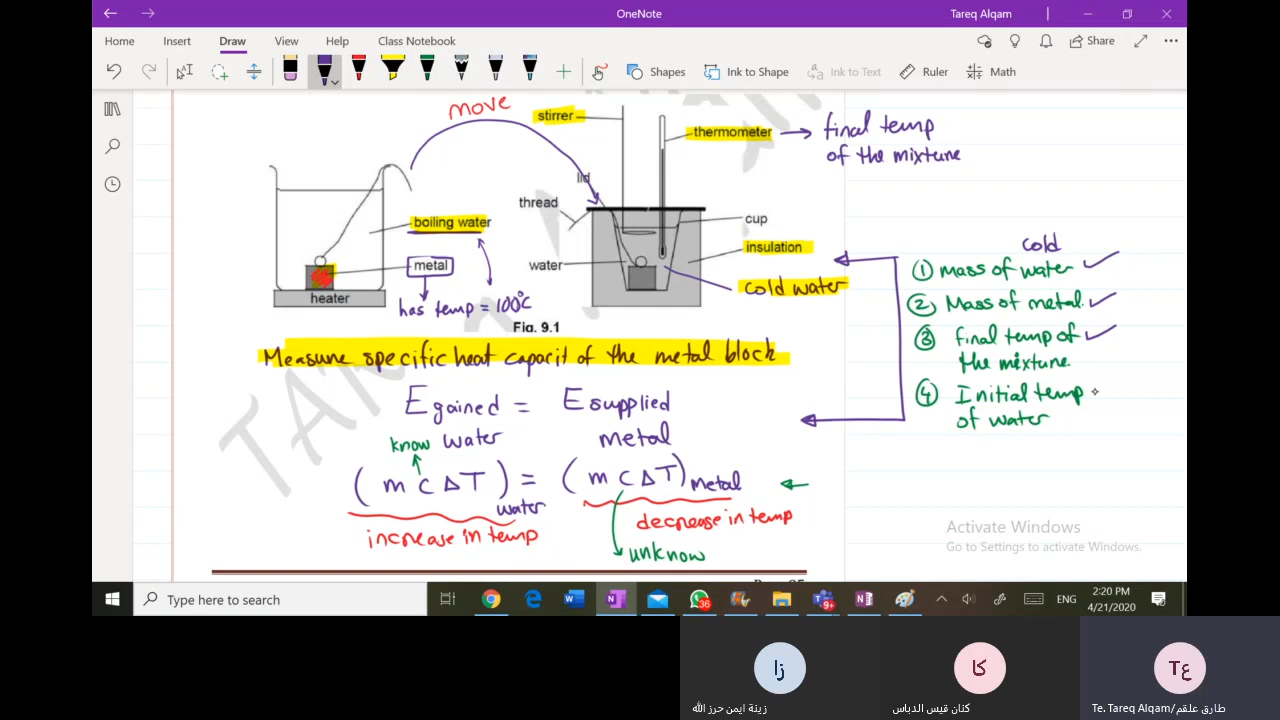 OneNote
Tareq Alqam
Home Insert Draw View Help Class Notebook
Share
Shapes Ink to Shape Ink to Text Ruler Math
move
stirrer
thermometer → final temp
of the mixture
lid
thread
boiling water
cup
metal
insulation
water
cold water
heater
has temp = 100°C
Fig. 9.1
cold
① Mass of water ✓
② Mass of metal. ✓
③ final temp of ✓
the mixture.
④ Initial temp
of water
Measure specific heat capacit of the metal block
E gained = E supplied
know water metal
( m c ΔT ) water = ( m c ΔT ) metal ←
increase in temp
decrease in temp
unknow
Activate Windows
Go to Settings to activate Windows.
Type here to search
36
9+
ENG
2:20 PM
4/21/2020
زا
كا
Tع
زينة ايمن حرز الله
كنان قيس الدباس
Te. Tareq Alqam/طارق علقم